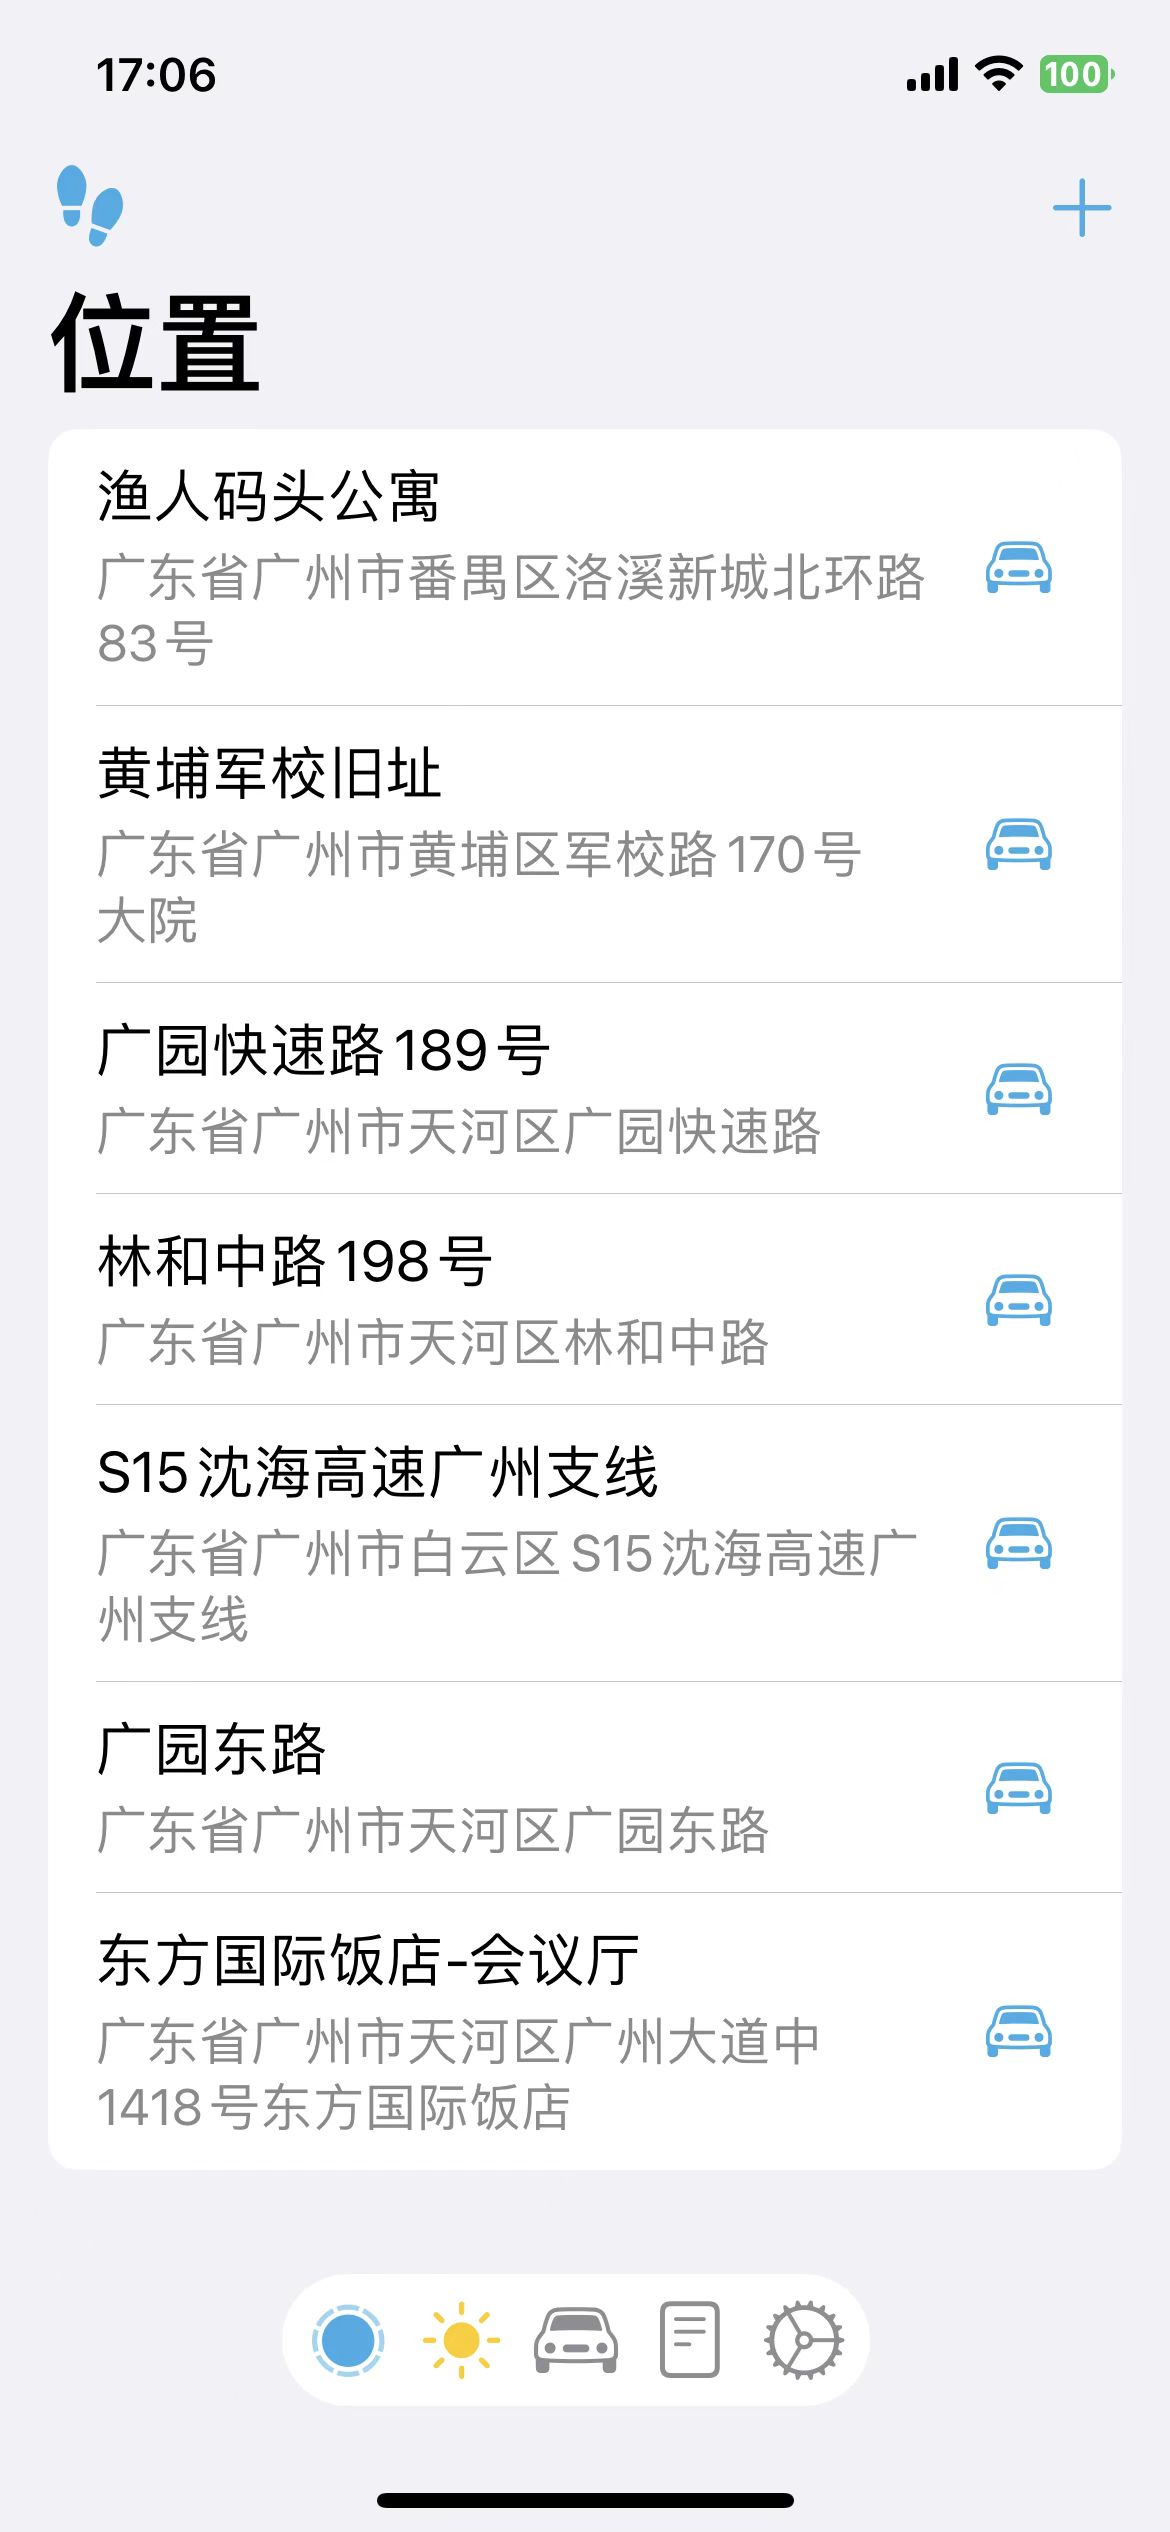 17:06
100
位置
渔人码头公寓
广东省广州市番禺区洛溪新城北环路
83号
黄埔军校旧址
广东省广州市黄埔区军校路170号
大院
广园快速路189号
广东省广州市天河区广园快速路
林和中路198号
广东省广州市天河区林和中路
S15沈海高速广州支线
广东省广州市白云区S15沈海高速广
州支线
广园东路
广东省广州市天河区广园东路
东方国际饭店-会议厅
广东省广州市天河区广州大道中
1418号东方国际饭店